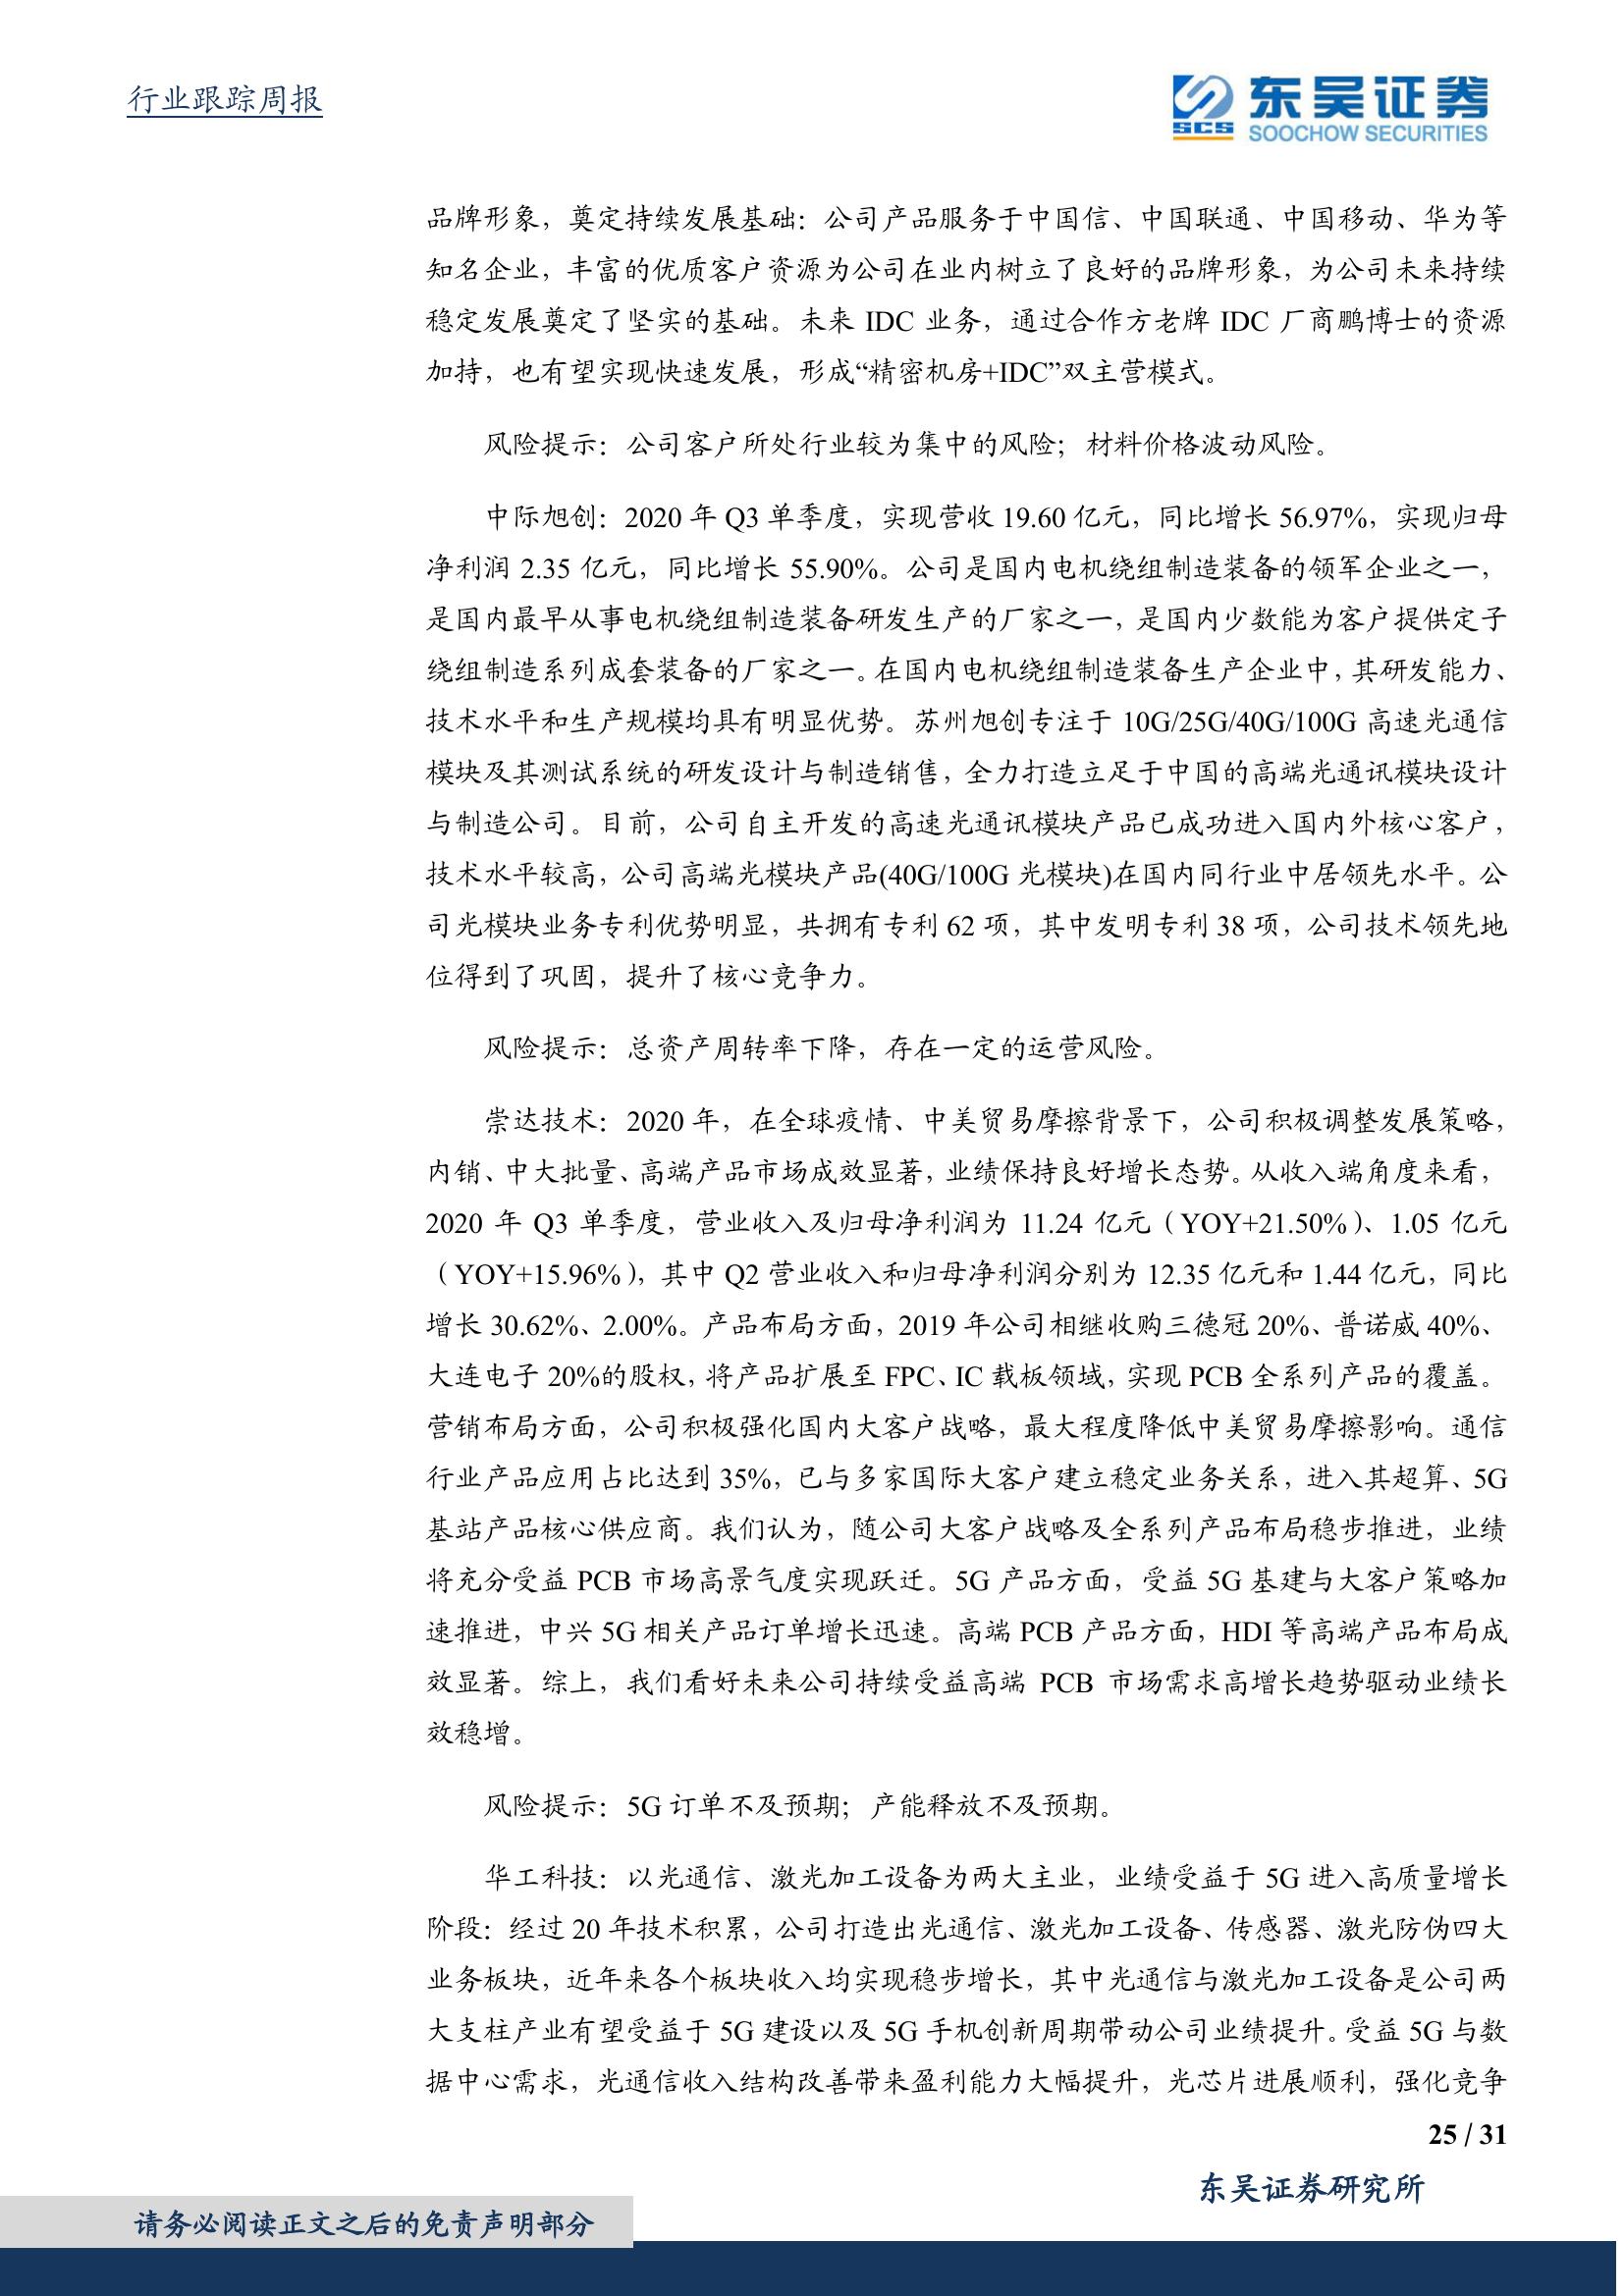 行业跟踪周报
SCS 东吴证券
SOOCHOW SECURITIES
品牌形象，奠定持续发展基础：公司产品服务于中国信、中国联通、中国移动、华为等
知名企业，丰富的优质客户资源为公司在业内树立了良好的品牌形象，为公司未来持续
稳定发展奠定了坚实的基础。未来 IDC 业务，通过合作方老牌 IDC 厂商鹏博士的资源
加持，也有望实现快速发展，形成“精密机房+IDC”双主营模式。
风险提示：公司客户所处行业较为集中的风险；材料价格波动风险。
中际旭创：2020 年 Q3 单季度，实现营收 19.60 亿元，同比增长 56.97%，实现归母
净利润 2.35 亿元，同比增长 55.90%。公司是国内电机绕组制造装备的领军企业之一，
是国内最早从事电机绕组制造装备研发生产的厂家之一，是国内少数能为客户提供定子
绕组制造系列成套装备的厂家之一。在国内电机绕组制造装备生产企业中，其研发能力、
技术水平和生产规模均具有明显优势。苏州旭创专注于 10G/25G/40G/100G 高速光通信
模块及其测试系统的研发设计与制造销售，全力打造立足于中国的高端光通讯模块设计
与制造公司。目前，公司自主开发的高速光通讯模块产品已成功进入国内外核心客户，
技术水平较高，公司高端光模块产品(40G/100G 光模块)在国内同行业中居领先水平。公
司光模块业务专利优势明显，共拥有专利 62 项，其中发明专利 38 项，公司技术领先地
位得到了巩固，提升了核心竞争力。
风险提示：总资产周转率下降，存在一定的运营风险。
崇达技术：2020 年，在全球疫情、中美贸易摩擦背景下，公司积极调整发展策略，
内销、中大批量、高端产品市场成效显著，业绩保持良好增长态势。从收入端角度来看，
2020 年 Q3 单季度，营业收入及归母净利润为 11.24 亿元（YOY+21.50%）、1.05 亿元
（YOY+15.96%），其中 Q2 营业收入和归母净利润分别为 12.35 亿元和 1.44 亿元，同比
增长 30.62%、2.00%。产品布局方面，2019 年公司相继收购三德冠 20%、普诺威 40%、
大连电子 20%的股权，将产品扩展至 FPC、IC 载板领域，实现 PCB 全系列产品的覆盖。
营销布局方面，公司积极强化国内大客户战略，最大程度降低中美贸易摩擦影响。通信
行业产品应用占比达到 35%，已与多家国际大客户建立稳定业务关系，进入其超算、5G
基站产品核心供应商。我们认为，随公司大客户战略及全系列产品布局稳步推进，业绩
将充分受益 PCB 市场高景气度实现跃迁。5G 产品方面，受益 5G 基建与大客户策略加
速推进，中兴 5G 相关产品订单增长迅速。高端 PCB 产品方面，HDI 等高端产品布局成
效显著。综上，我们看好未来公司持续受益高端 PCB 市场需求高增长趋势驱动业绩长
效稳增。
风险提示：5G 订单不及预期；产能释放不及预期。
华工科技：以光通信、激光加工设备为两大主业，业绩受益于 5G 进入高质量增长
阶段：经过 20 年技术积累，公司打造出光通信、激光加工设备、传感器、激光防伪四大
业务板块，近年来各个板块收入均实现稳步增长，其中光通信与激光加工设备是公司两
大支柱产业有望受益于 5G 建设以及 5G 手机创新周期带动公司业绩提升。受益 5G 与数
据中心需求，光通信收入结构改善带来盈利能力大幅提升，光芯片进展顺利，强化竞争
25 / 31
东吴证券研究所
请务必阅读正文之后的免责声明部分